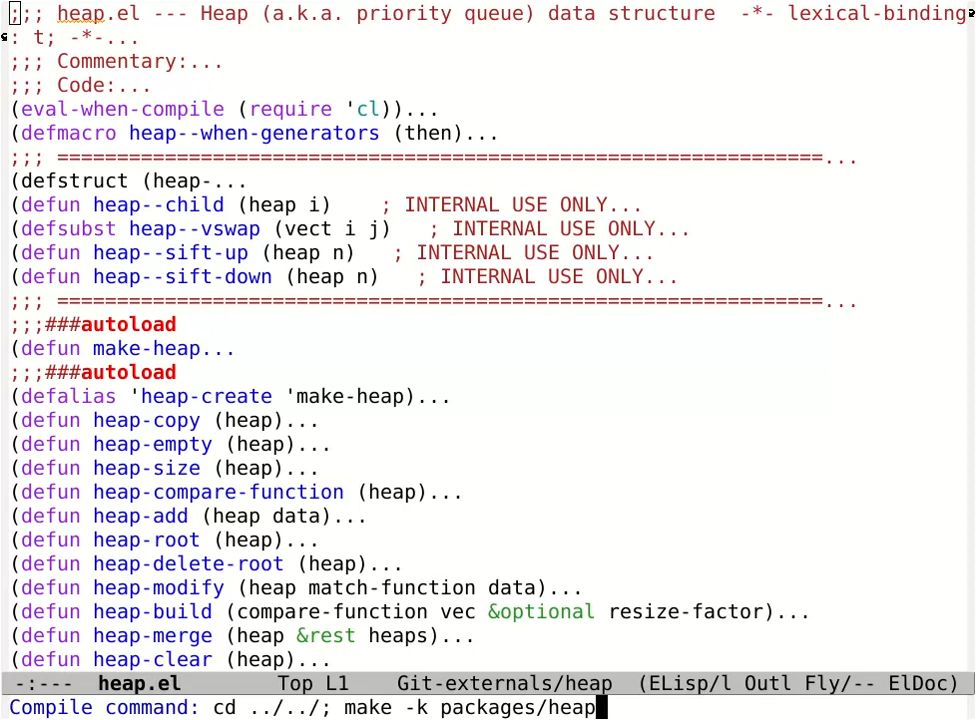 ;;; heap.el --- Heap (a.k.a. priority queue) data structure  -*- lexical-binding
: t; -*-...
;;; Commentary:...
;;; Code:...
(eval-when-compile (require 'cl))...
(defmacro heap--when-generators (then)...
;;; ================================================================...
(defstruct (heap-...
(defun heap--child (heap i)    ; INTERNAL USE ONLY...
(defsubst heap--vswap (vect i j)   ; INTERNAL USE ONLY...
(defun heap--sift-up (heap n)   ; INTERNAL USE ONLY...
(defun heap--sift-down (heap n)   ; INTERNAL USE ONLY...
;;; ================================================================...
;;;###autoload
(defun make-heap...
;;;###autoload
(defalias 'heap-create 'make-heap)...
(defun heap-copy (heap)...
(defun heap-empty (heap)...
(defun heap-size (heap)...
(defun heap-compare-function (heap)...
(defun heap-add (heap data)...
(defun heap-root (heap)...
(defun heap-delete-root (heap)...
(defun heap-modify (heap match-function data)...
(defun heap-build (compare-function vec &optional resize-factor)...
(defun heap-merge (heap &rest heaps)...
(defun heap-clear (heap)...
-:---  heap.el        Top L1    Git-externals/heap  (ELisp/l Outl Fly/-- ElDoc)
Compile command: cd ../../; make -k packages/heap